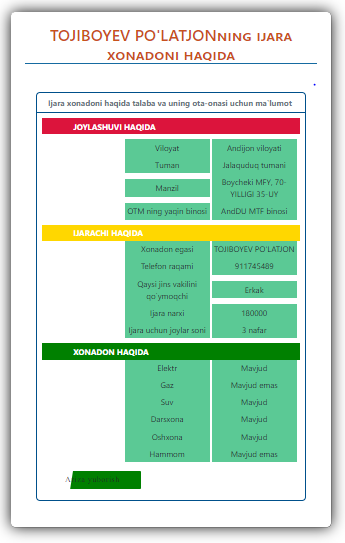 TOJIBOYEV PO'LATJONNING IJARA
XONADONI HAQIDA
Ijara xonadoni haqida talaba va uning ota-onasi uchun ma`lumot
JOYLASHUVI HAQIDA
Viloyat Andijon viloyati
Tuman Jalaquduq tumani
Manzil Boycheki MFY, 70-
YILLIGI 35-UY
OTM ning yaqin binosi AndDU MTF binosi
IJARACHI HAQIDA
Xonadon egasi TOJIBOYEV PO'LATJON
Telefon raqami 911745489
Qaysi jins vakilini
qo'ymoqchi Erkak
Ijara narxi 180000
Ijara uchun joylar soni 3 nafar
XONADON HAQIDA
Elektr Mavjud
Gaz Mavjud emas
Suv Mavjud
Darsxona Mavjud
Oshxona Mavjud
Hammom Mavjud emas
Ariza yuborish